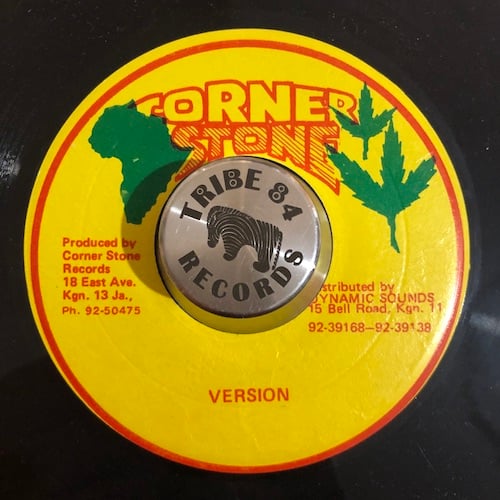 CORNER
STONE
TRIBE 84
RECORDS
Produced by
Corner Stone
Records
18 East Ave.
Kgn. 13 Ja.,
Ph. 92-50475
by
DYNAMIC SOUNDS
15 Bell Road, Kgn. 11
92-39168—92-39138
VERSION